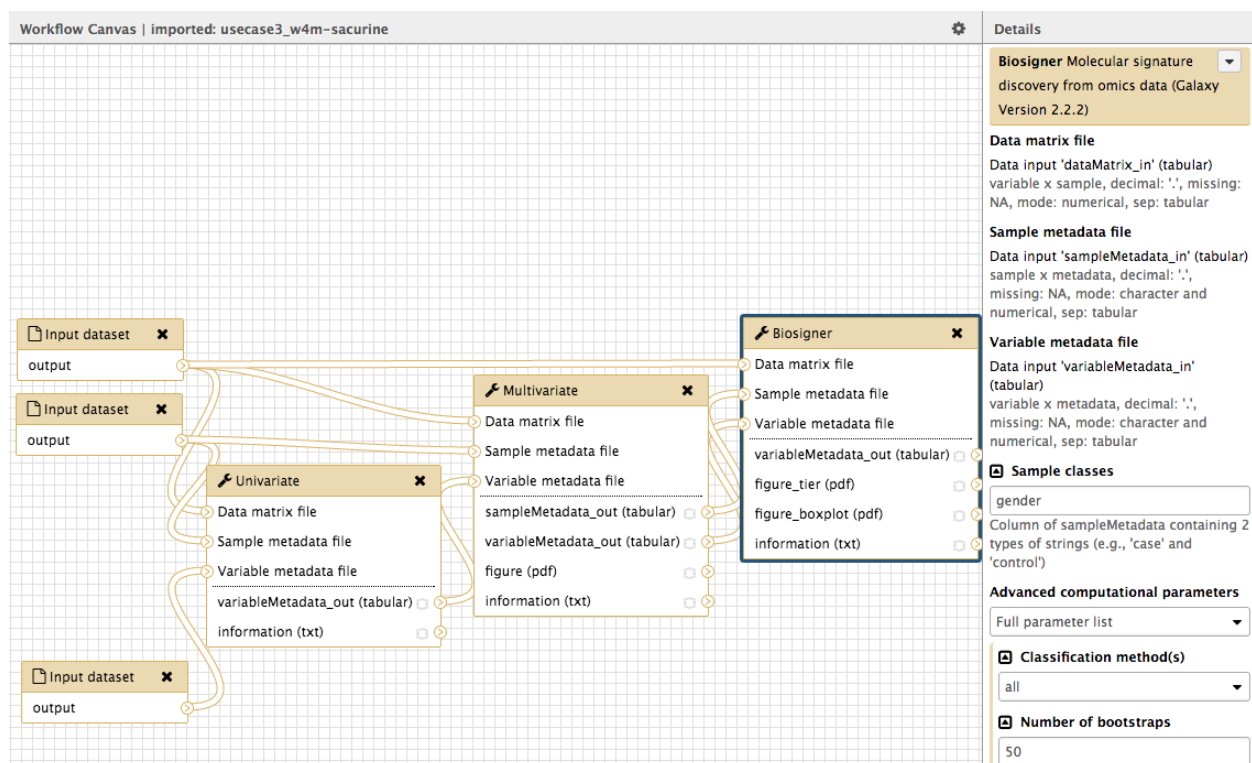 Workflow Canvas | imported: usecase3_w4m-sacurine
Input dataset
output
Input dataset
output
Univariate
Data matrix file
Sample metadata file
Variable metadata file
variableMetadata_out (tabular)
information (txt)
Input dataset
output
Multivariate
Data matrix file
Sample metadata file
Variable metadata file
sampleMetadata_out (tabular)
variableMetadata_out (tabular)
figure (pdf)
information (txt)
Biosigner
Data matrix file
Sample metadata file
Variable metadata file
variableMetadata_out (tabular)
figure_tier (pdf)
figure_boxplot (pdf)
information (txt)
Details
Biosigner Molecular signature
discovery from omics data (Galaxy
Version 2.2.2)
Data matrix file
Data input 'dataMatrix_in' (tabular)
variable x sample, decimal: '.', missing:
NA, mode: numerical, sep: tabular
Sample metadata file
Data input 'sampleMetadata_in' (tabular)
sample x metadata, decimal: '.',
missing: NA, mode: character and
numerical, sep: tabular
Variable metadata file
Data input 'variableMetadata_in'
(tabular)
variable x metadata, decimal: '.',
missing: NA, mode: character and
numerical, sep: tabular
Sample classes
gender
Column of sampleMetadata containing 2
types of strings (e.g., 'case' and
'control')
Advanced computational parameters
Full parameter list
Classification method(s)
all
Number of bootstraps
50